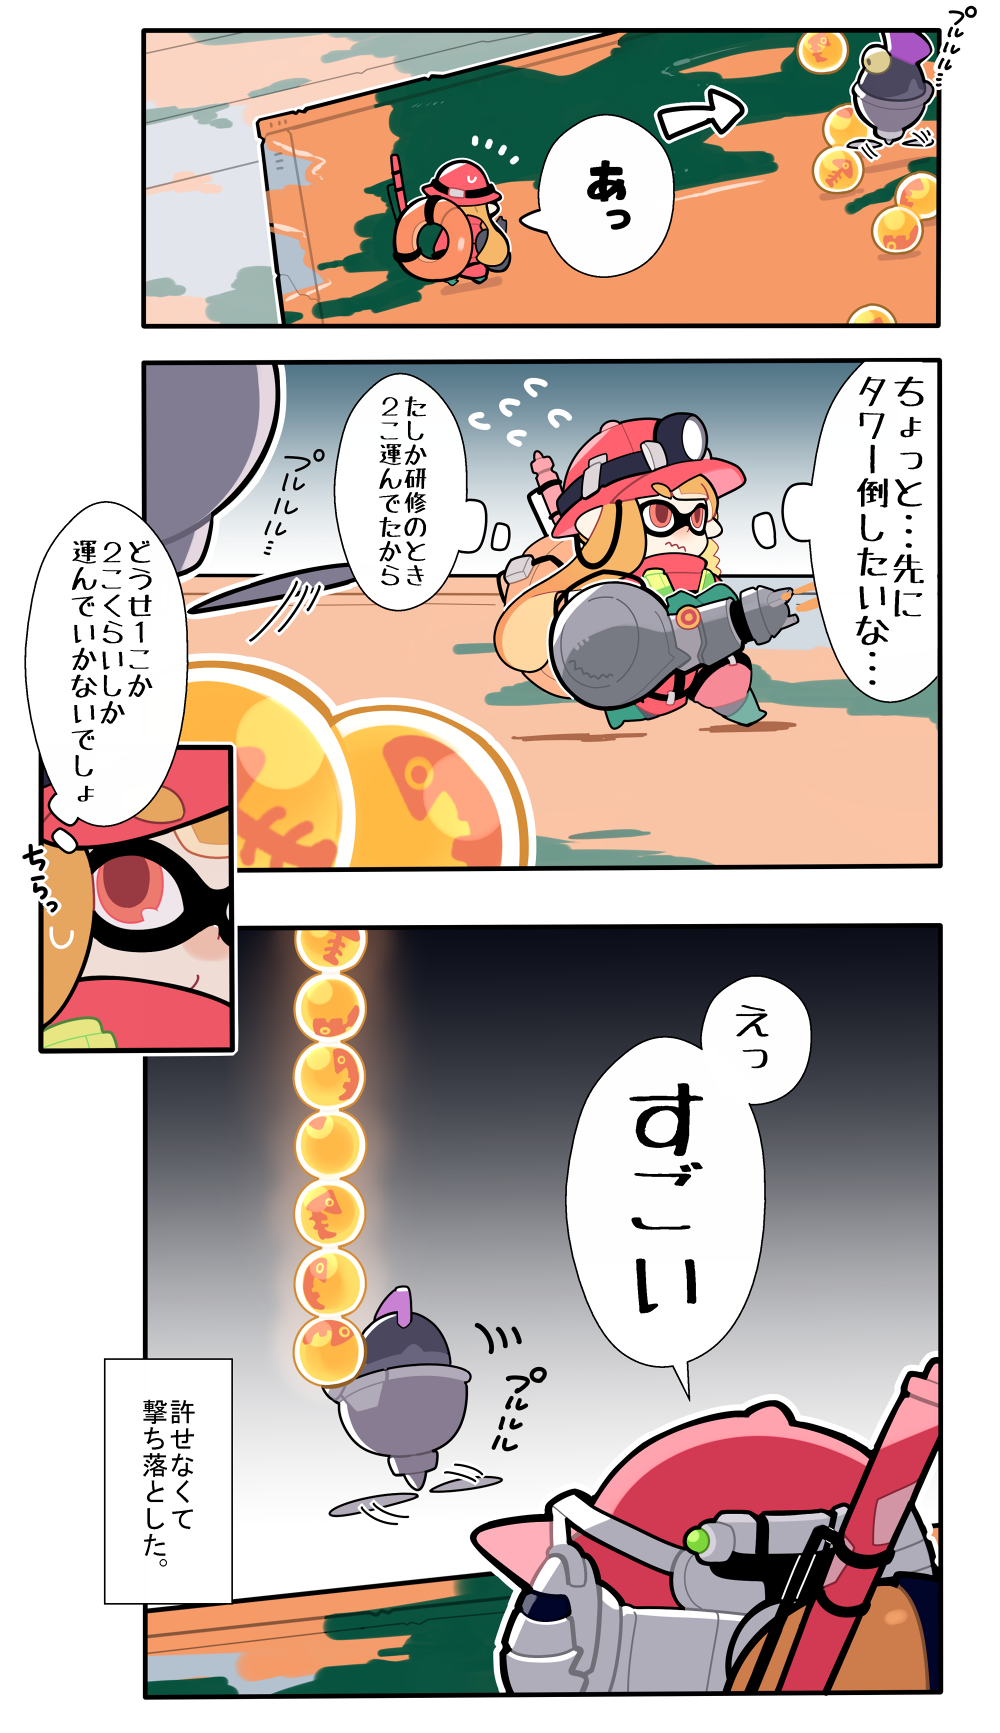 プルルルル…
あっ
ちょっと…先に
タワー倒したいな…
たしか研修のとき
２こ運んでたから
プルルルル…
どうせ１こか
２こくらいしか
運んでいかないでしょ
ちらっ
えっ
すごい
プルルル
許せなくて
撃ち落とした。